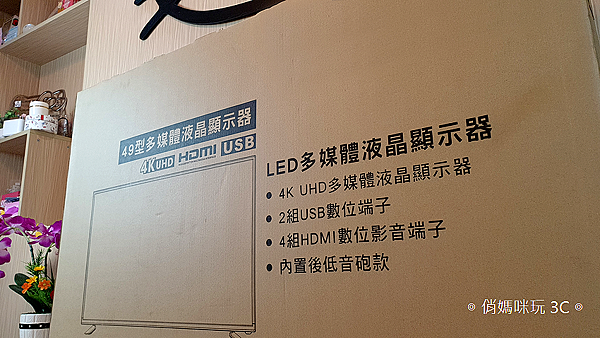 49型多媒體液晶顯示器
4K UHD HDMI USB
LED多媒體液晶顯示器
• 4K UHD多媒體液晶顯示器
• 2組USB數位端子
• 4組HDMI數位影音端子
• 內置後低音砲款
俏媽咪玩 3C